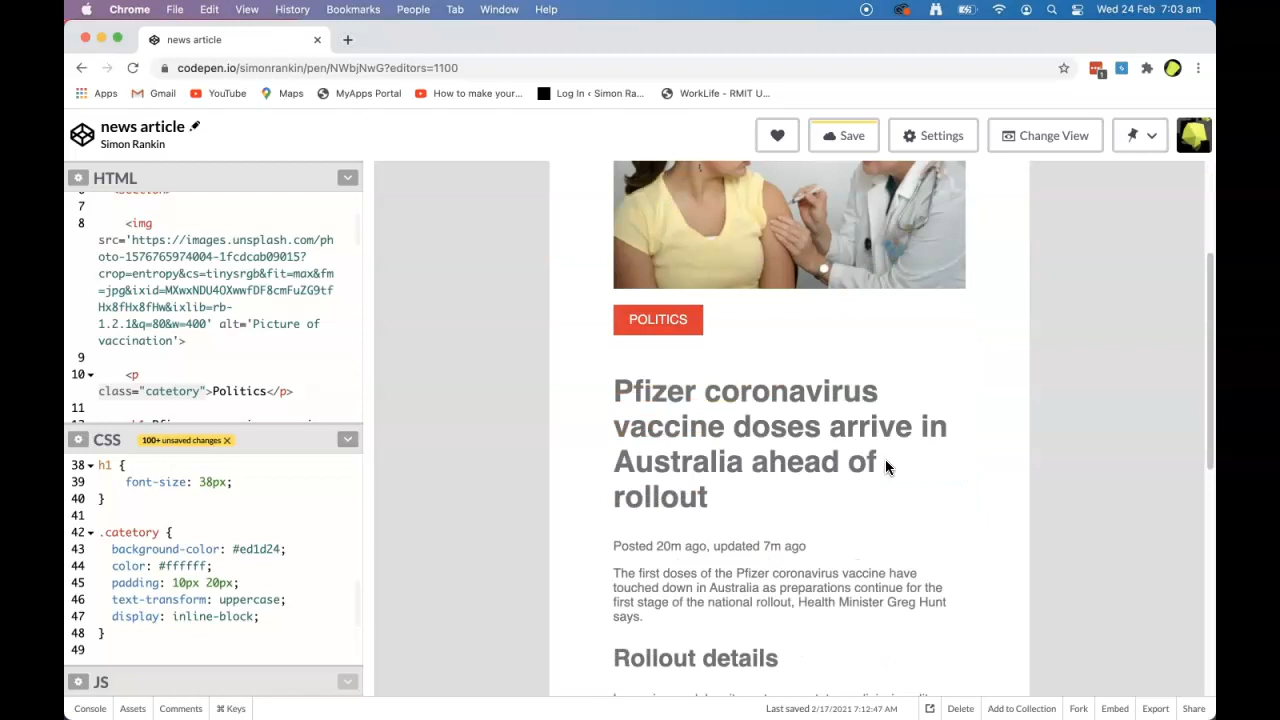 Chrome File Edit View History Bookmarks People Tab Window Help Wed 24 Feb 7:03 am
news article
codepen.io/simonrankin/pen/NWbjNwG?editors=1100
Apps Gmail YouTube Maps MyApps Portal How to make your... Log In ‹ Simon Ra... WorkLife - RMIT U...
news article
Simon Rankin
Save Settings Change View
HTML
7
8 <img
src='https://images.unsplash.com/ph
oto-1576765974004-1fcdcab09015?
crop=entropy&cs=tinysrgb&fit=max&fm
=jpg&ixid=MXwxNDU4OXwwfDF8cmFuZG9tf
Hx8fHx8fHw&ixlib=rb-
1.2.1&q=80&w=400' alt='Picture of
vaccination'>
9
10 <p
class="catetory">Politics</p>
11
CSS 100+ unsaved changes
38 h1 {
39 font-size: 38px;
40 }
41
42 .catetory {
43 background-color: #ed1d24;
44 color: #ffffff;
45 padding: 10px 20px;
46 text-transform: uppercase;
47 display: inline-block;
48 }
49
JS
POLITICS
Pfizer coronavirus
vaccine doses arrive in
Australia ahead of
rollout
Posted 20m ago, updated 7m ago
The first doses of the Pfizer coronavirus vaccine have
touched down in Australia as preparations continue for the
first stage of the national rollout, Health Minister Greg Hunt
says.
Rollout details
Console Assets Comments ⌘ Keys Last saved 2/17/2021 7:12:47 AM Delete Add to Collection Fork Embed Export Share